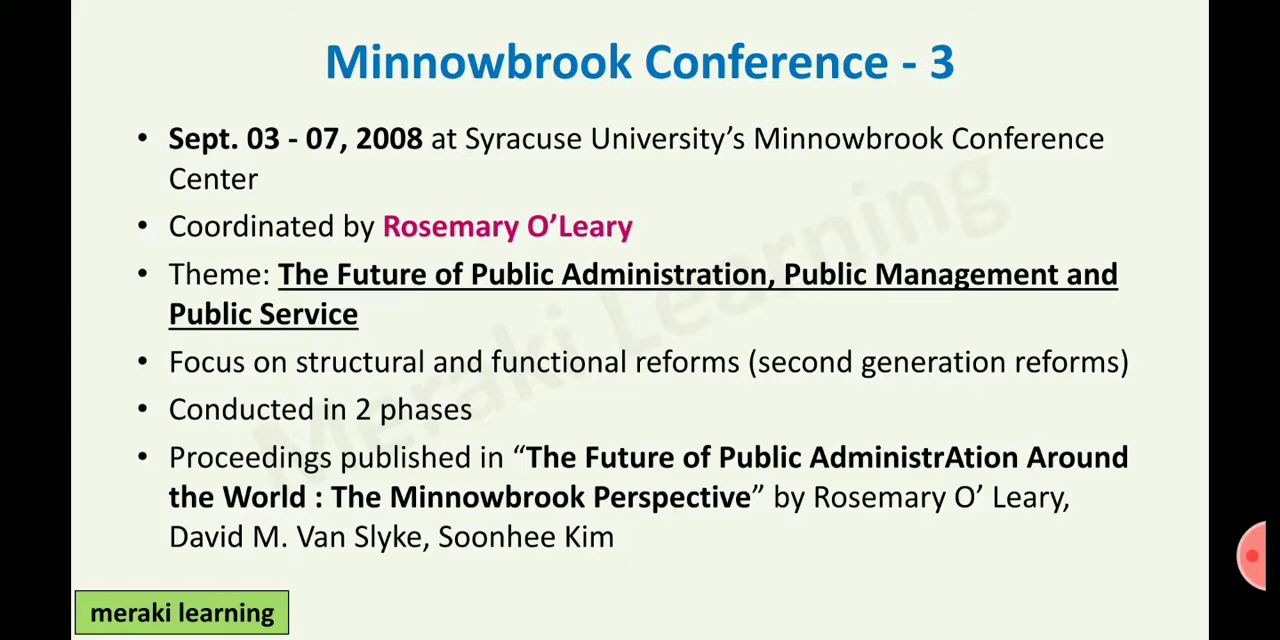 Minnowbrook Conference - 3
• Sept. 03 - 07, 2008 at Syracuse University's Minnowbrook Conference
Center
• Coordinated by Rosemary O'Leary
• Theme: The Future of Public Administration, Public Management and
Public Service
• Focus on structural and functional reforms (second generation reforms)
• Conducted in 2 phases
• Proceedings published in “The Future of Public AdministrAtion Around
the World : The Minnowbrook Perspective” by Rosemary O' Leary,
David M. Van Slyke, Soonhee Kim
Meraki Learning
meraki learning